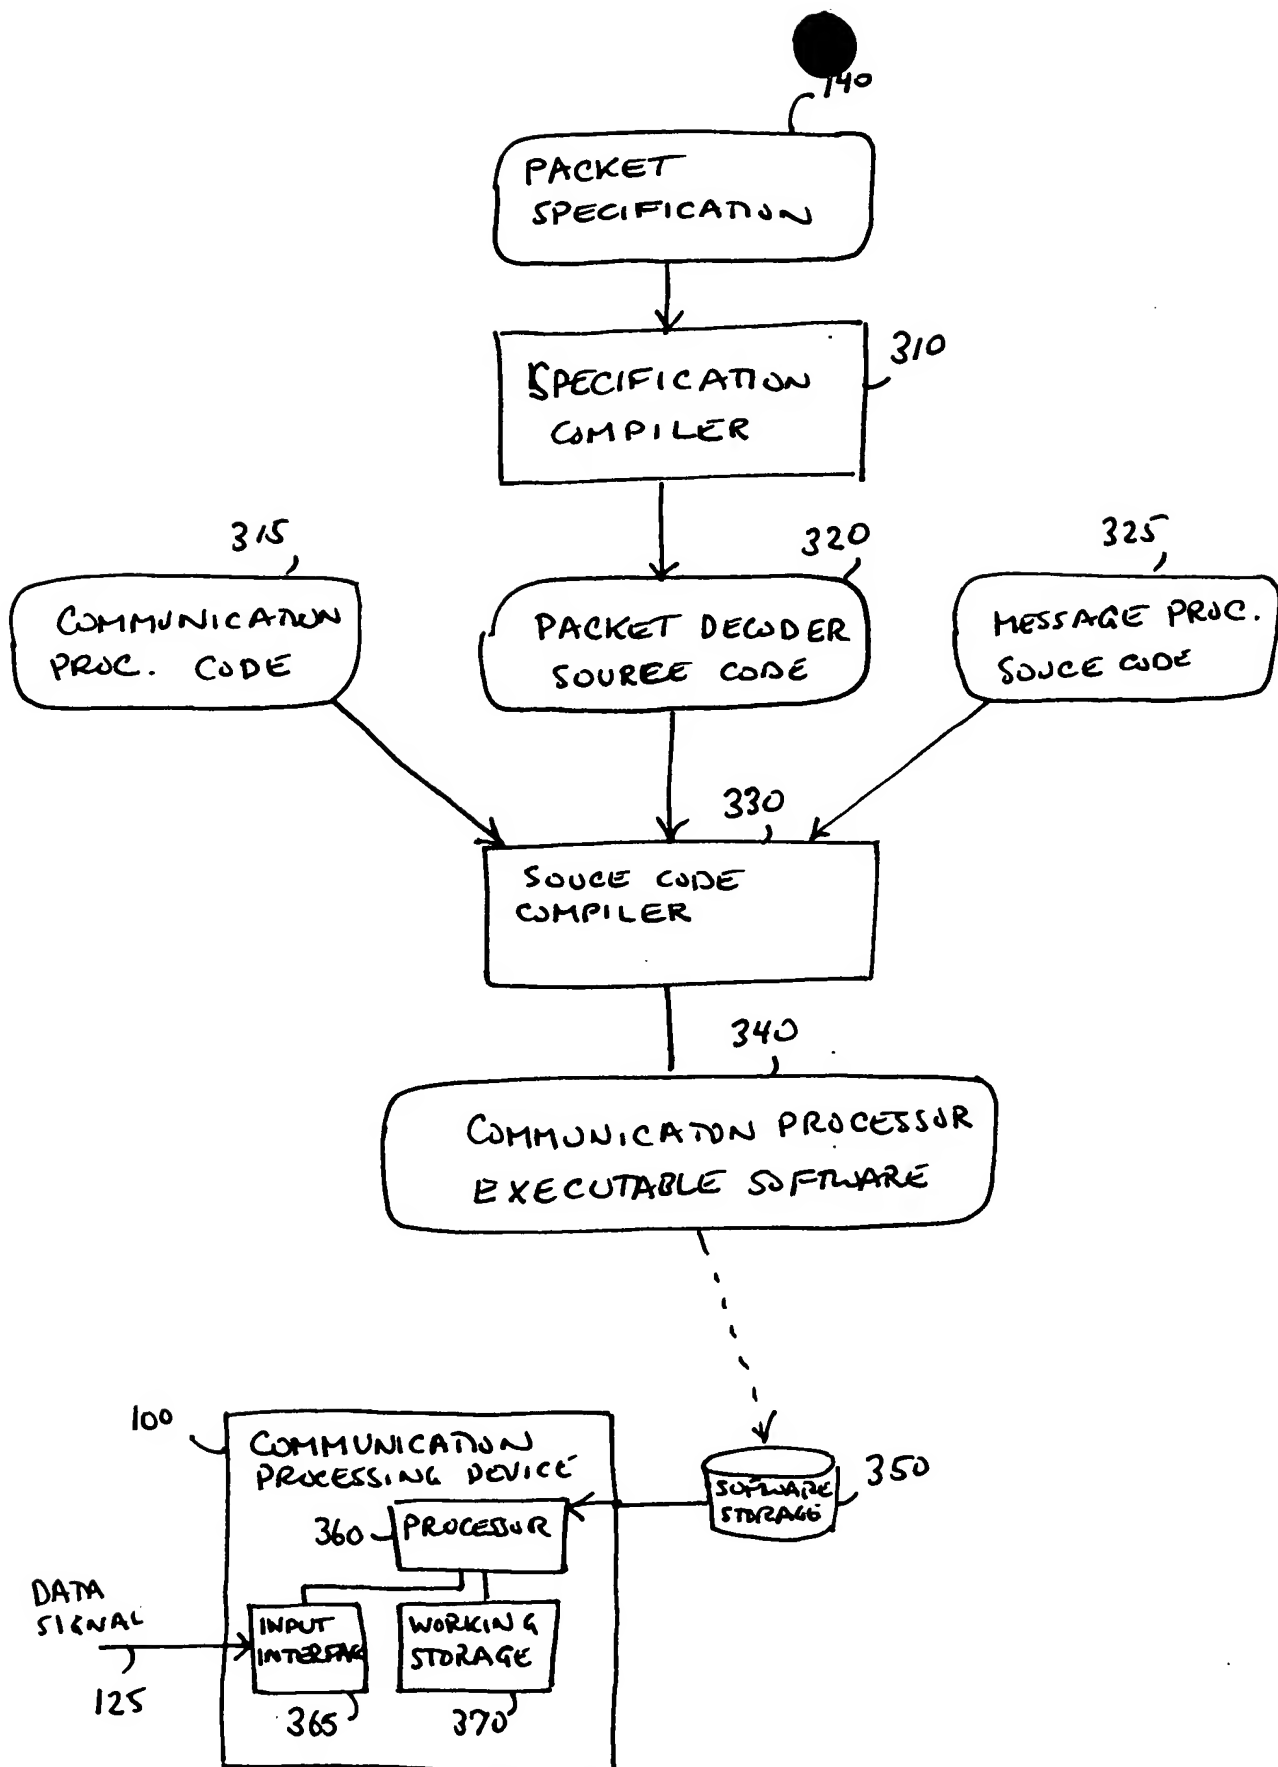 140
PACKET
SPECIFICATION
310
SPECIFICATION
COMPILER
315
320
325
COMMUNICATION
PROC. CODE
PACKET DECODER
SOUREE CODE
MESSAGE PROC.
SOUCE CODE
330
SOUCE CODE
COMPILER
340
COMMUNICATON PROCESSOR
EXECUTABLE SOFTWARE
100
COMMUNICATION
PROCESSING DEVICE
SOFTWARE
STORAGE
350
360
PROCESSOR
DATA
SIGNAL
INPUT
INTERFAC
WORKING
STORAGE
125
365
370